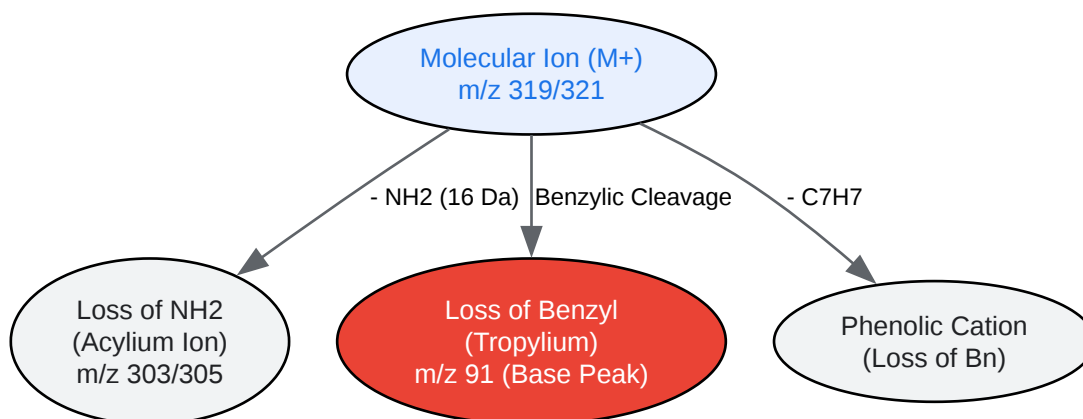 Molecular Ion (M+)
m/z 319/321
- NH2 (16 Da)
Benzylic Cleavage
- C7H7
Loss of NH2
(Acylium Ion)
m/z 303/305
Loss of Benzyl
(Tropylium)
m/z 91 (Base Peak)
Phenolic Cation
(Loss of Bn)